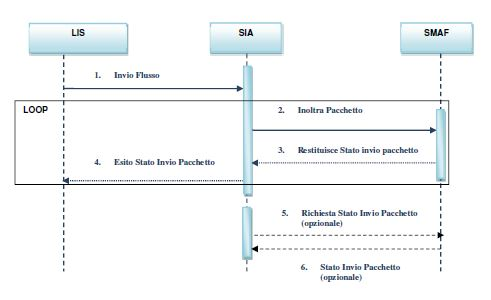 LIS
SIA
SMAF
1. Invio Flusso
LOOP
2. Inoltra Pacchetto
3. Restituisce Stato invio pacchetto
4. Esito Stato Invio Pacchetto
5. Richiesta Stato Invio Pacchetto
(opzionale)
6. Stato Invio Pacchetto
(opzionale)